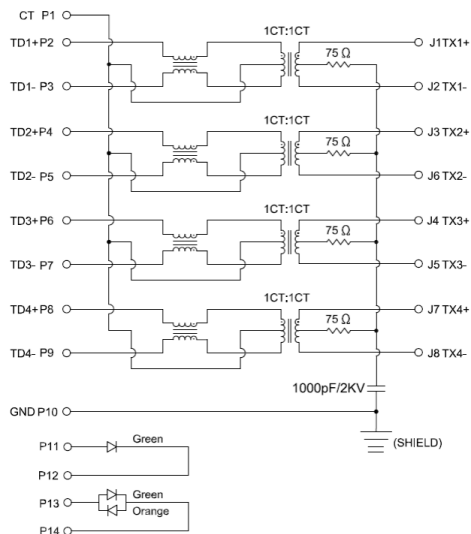 CT P1
1CT:1CT
TD1+ P2
J1 TX1+
75 Ω
TD1- P3
J2 TX1-
1CT:1CT
TD2+ P4
J3 TX2+
75 Ω
TD2- P5
J6 TX2-
1CT:1CT
TD3+ P6
J4 TX3+
75 Ω
TD3- P7
J5 TX3-
1CT:1CT
TD4+ P8
J7 TX4+
75 Ω
TD4- P9
J8 TX4-
1000pF/2KV
GND P10
(SHIELD)
P11
Green
P12
P13
Green
Orange
P14